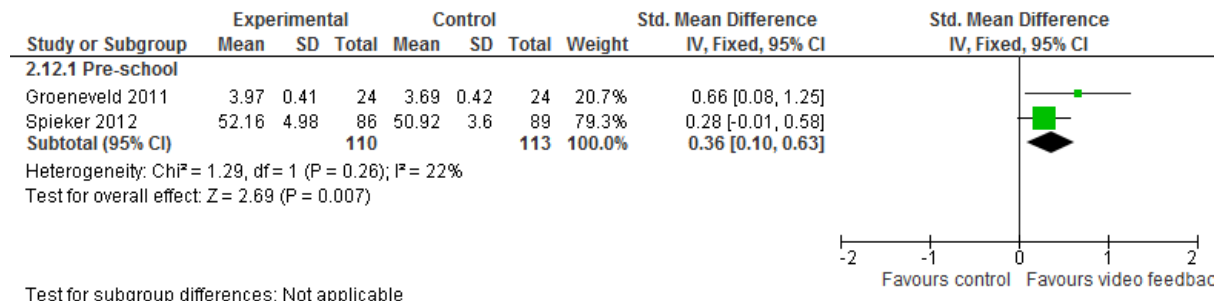 Experimental Control Std. Mean Difference Std. Mean Difference
Study or Subgroup Mean SD Total Mean SD Total Weight IV, Fixed, 95% CI IV, Fixed, 95% CI
2.12.1 Pre-school
Groeneveld 2011 3.97 0.41 24 3.69 0.42 24 20.7% 0.66 [0.08, 1.25]
Spieker 2012 52.16 4.98 86 50.92 3.6 89 79.3% 0.28 [-0.01, 0.58]
Subtotal (95% CI) 110 113 100.0% 0.36 [0.10, 0.63]
Heterogeneity: Chi² = 1.29, df = 1 (P = 0.26); I² = 22%
Test for overall effect: Z = 2.69 (P = 0.007)
-2 -1 0 1 2
Favours control Favours video feedbac
Test for subgroup differences: Not applicable